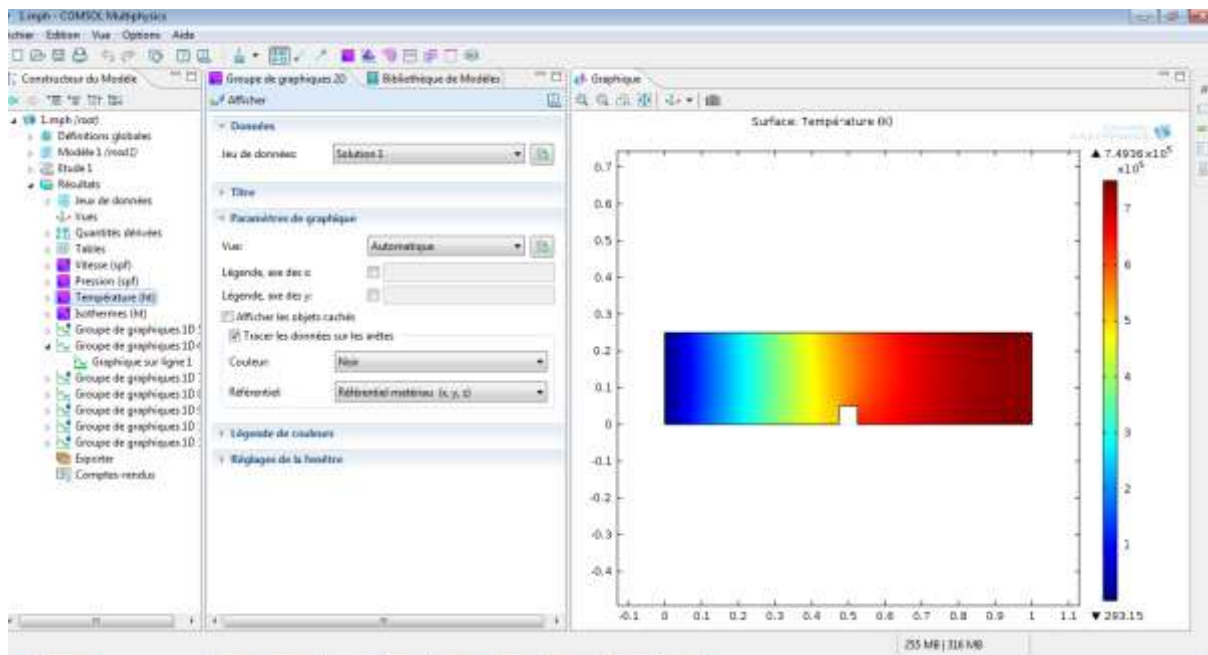 1.mph - COMSOL Multiphysics
Edition Vue Options Aide
Constructeur du Modèle
1.mph (root)
Définitions globales
Modèle 1 (mod1)
Etude 1
Résultats
Jeux de données
Vues
Quantités dérivées
Tables
Vitesse (spf)
Pression (spf)
Température (ht)
Isothermes (ht)
Groupe de graphiques 1D
Groupe de graphiques 1D
Graphique sur ligne 1
Groupe de graphiques 1D
Groupe de graphiques 1D
Groupe de graphiques 1D
Groupe de graphiques 1D
Groupe de graphiques 1D
Exporter
Comptes-rendus
Groupe de graphiques 2D
Bibliothèque de Modèles
Afficher
Données
Jeu de données:
Solution 1
Titre
Paramètres de graphique
Vue:
Automatique
Légende, axe des x:
Légende, axe des y:
Afficher les objets cachés
Tracer les données sur les arêtes
Couleur:
Noir
Référentiel:
Référentiel matériau (x, y, z)
Légende de couleurs
Réglages de la fenêtre
Graphique
Surface: Température (K)
0.7
0.6
0.5
0.4
0.3
0.2
0.1
0
-0.1
-0.2
-0.3
-0.4
-0.1 0 0.1 0.2 0.3 0.4 0.5 0.6 0.7 0.8 0.9 1 1.1
▲ 7.4936×10⁵
7
6
5
4
3
2
1
▼ 293.15
255 MB | 316 MB